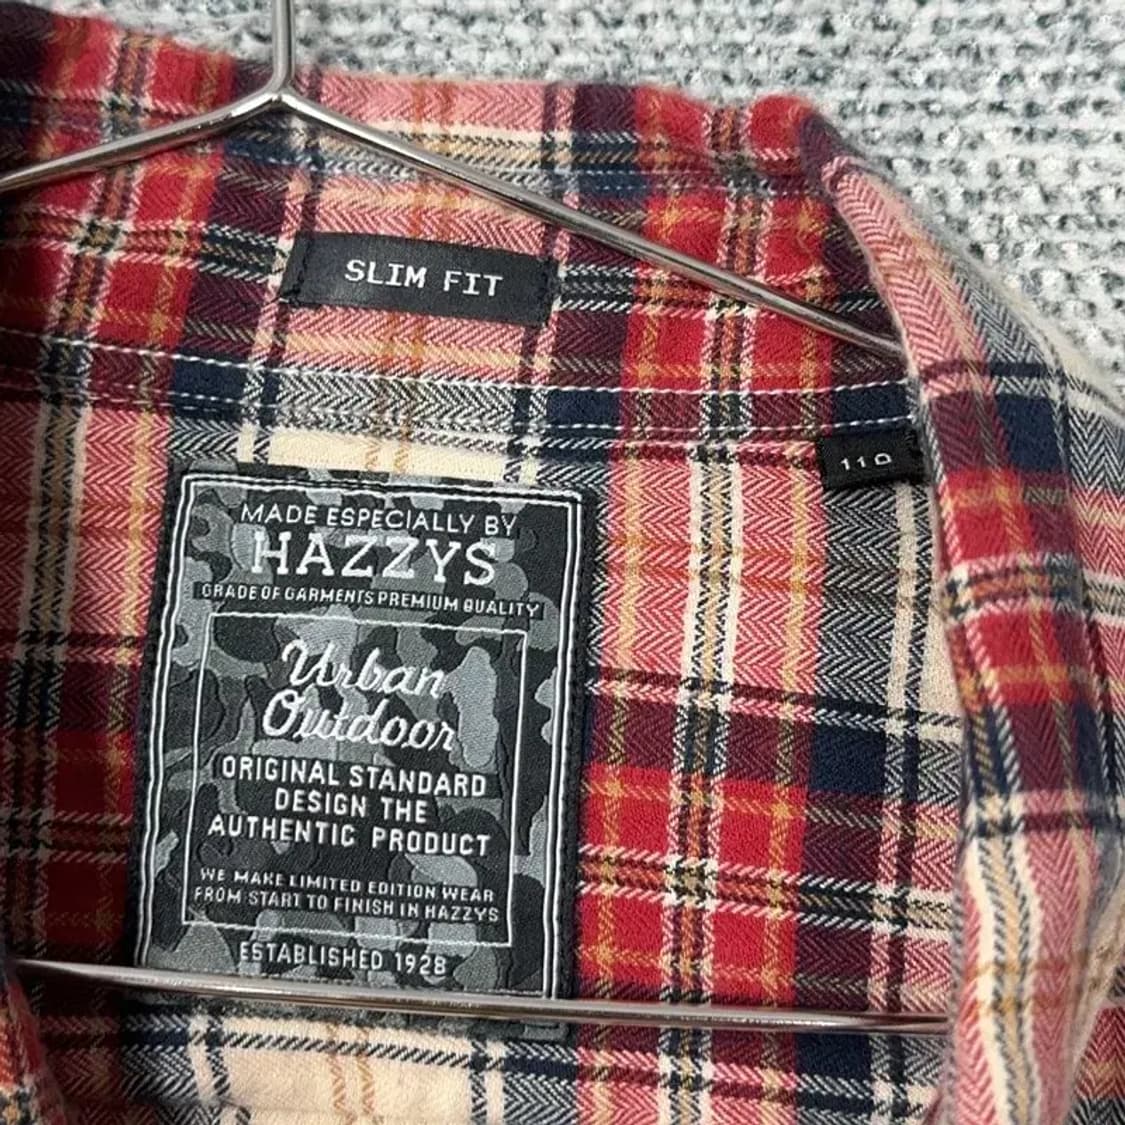 SLIM FIT
110
MADE ESPECIALLY BY
HAZZYS
GRADE OF GARMENTS PREMIUM QUALITY
Urban
Outdoor
ORIGINAL STANDARD
DESIGN THE
AUTHENTIC PRODUCT
WE MAKE LIMITED EDITION WEAR
FROM START TO FINISH IN HAZZYS
ESTABLISHED 1928